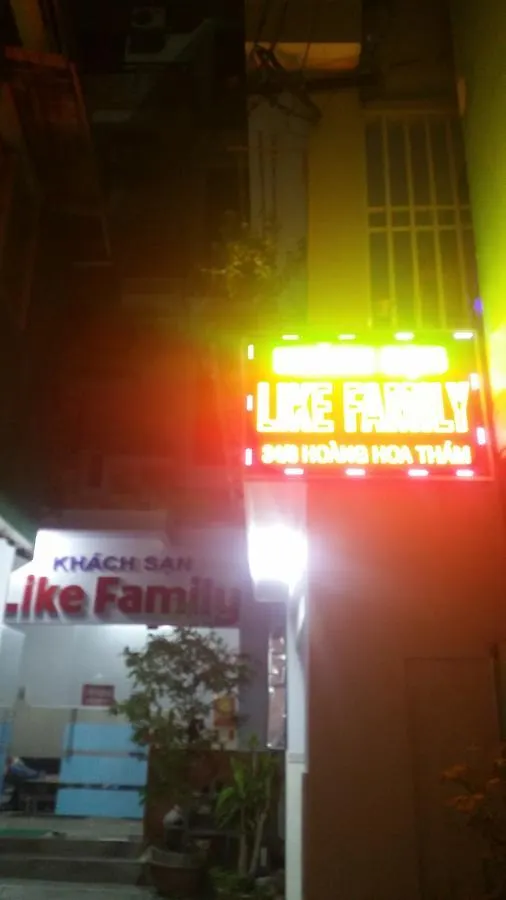 LIKE FAMILY
HOÀNG HOA THÁM
KHÁCH SẠN
Like Family